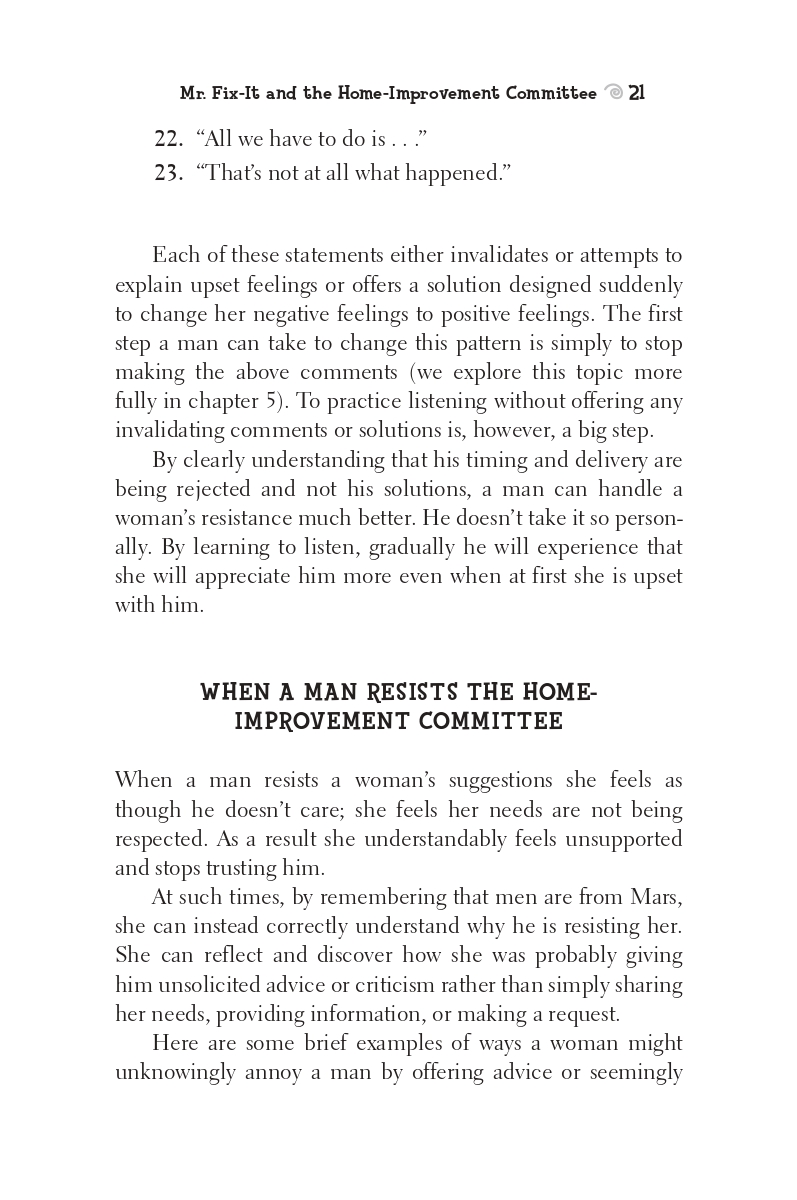 Mr. Fix-It and the Home-Improvement Committee 21
22. “All we have to do is . . .”
23. “That’s not at all what happened.”
Each of these statements either invalidates or attempts to
explain upset feelings or offers a solution designed suddenly
to change her negative feelings to positive feelings. The first
step a man can take to change this pattern is simply to stop
making the above comments (we explore this topic more
fully in chapter 5). To practice listening without offering any
invalidating comments or solutions is, however, a big step.
By clearly understanding that his timing and delivery are
being rejected and not his solutions, a man can handle a
woman’s resistance much better. He doesn’t take it so person-
ally. By learning to listen, gradually he will experience that
she will appreciate him more even when at first she is upset
with him.
WHEN A MAN RESISTS THE HOME-
IMPROVEMENT COMMITTEE
When a man resists a woman’s suggestions she feels as
though he doesn’t care; she feels her needs are not being
respected. As a result she understandably feels unsupported
and stops trusting him.
At such times, by remembering that men are from Mars,
she can instead correctly understand why he is resisting her.
She can reflect and discover how she was probably giving
him unsolicited advice or criticism rather than simply sharing
her needs, providing information, or making a request.
Here are some brief examples of ways a woman might
unknowingly annoy a man by offering advice or seemingly